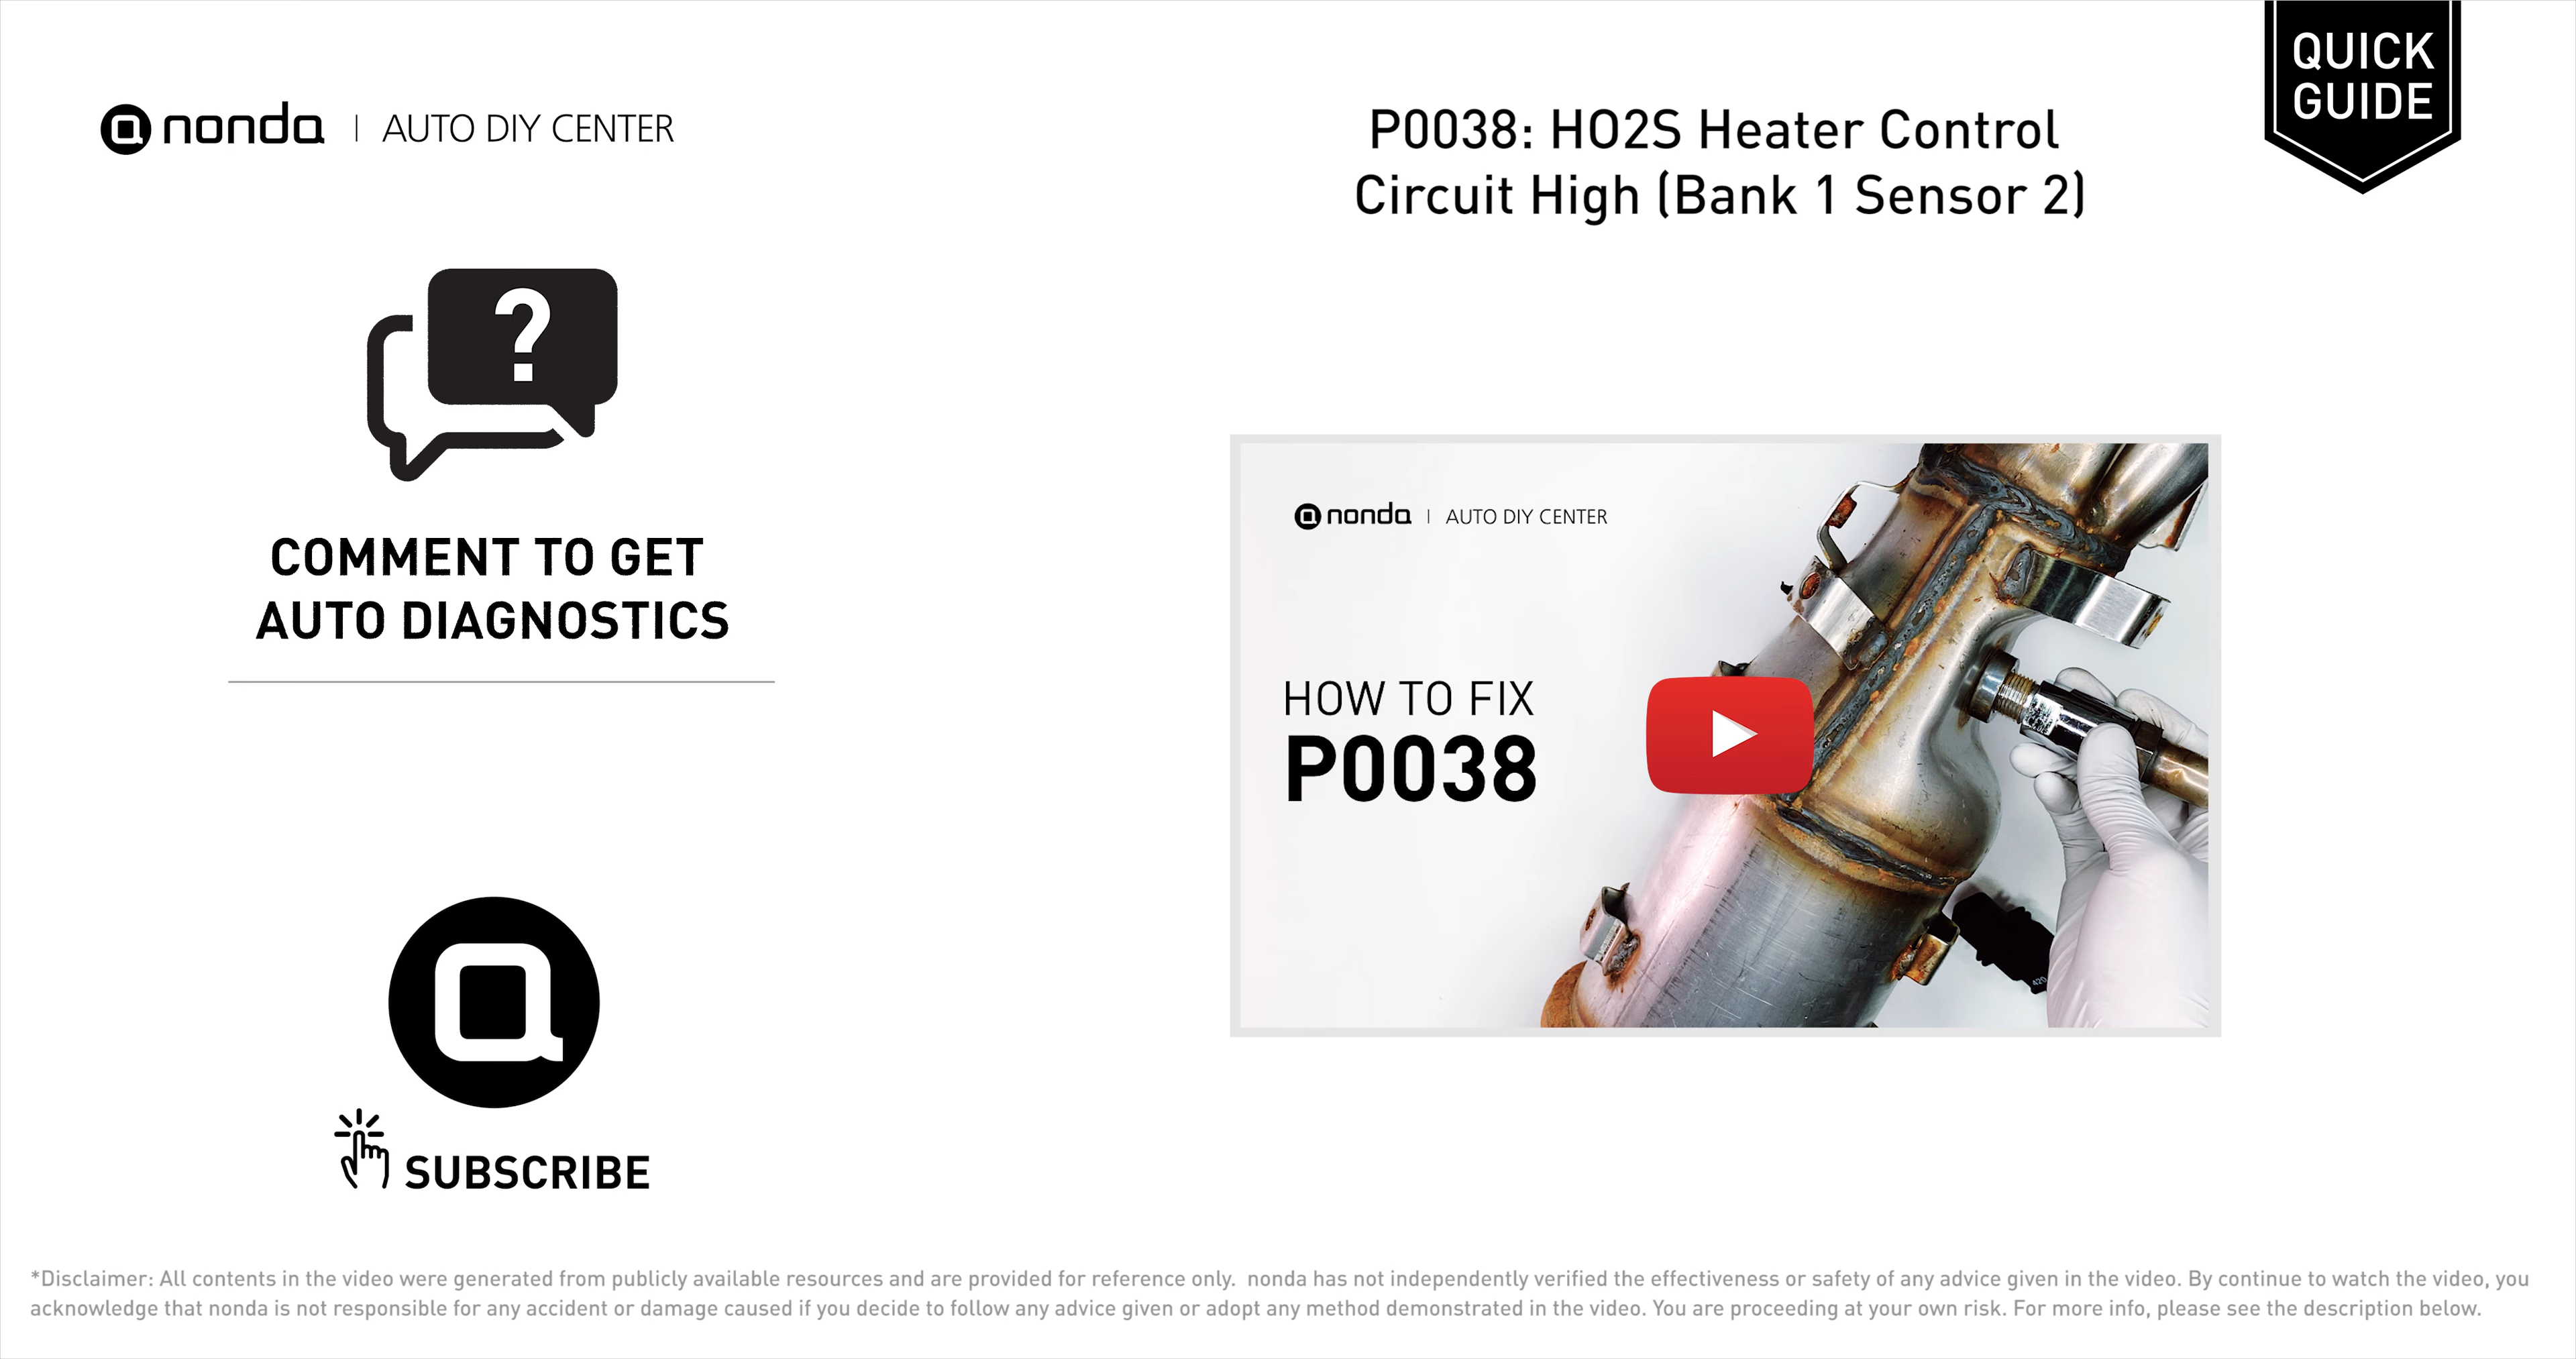 nonda | AUTO DIY CENTER
QUICK
GUIDE
P0038: HO2S Heater Control
Circuit High (Bank 1 Sensor 2)
?
COMMENT TO GET
AUTO DIAGNOSTICS
nonda | AUTO DIY CENTER
HOW TO FIX
P0038
420
SUBSCRIBE
*Disclaimer: All contents in the video were generated from publicly available resources and are provided for reference only. nonda has not independently verified the effectiveness or safety of any advice given in the video. By continue to watch the video, you
acknowledge that nonda is not responsible for any accident or damage caused if you decide to follow any advice given or adopt any method demonstrated in the video. You are proceeding at your own risk. For more info, please see the description below.